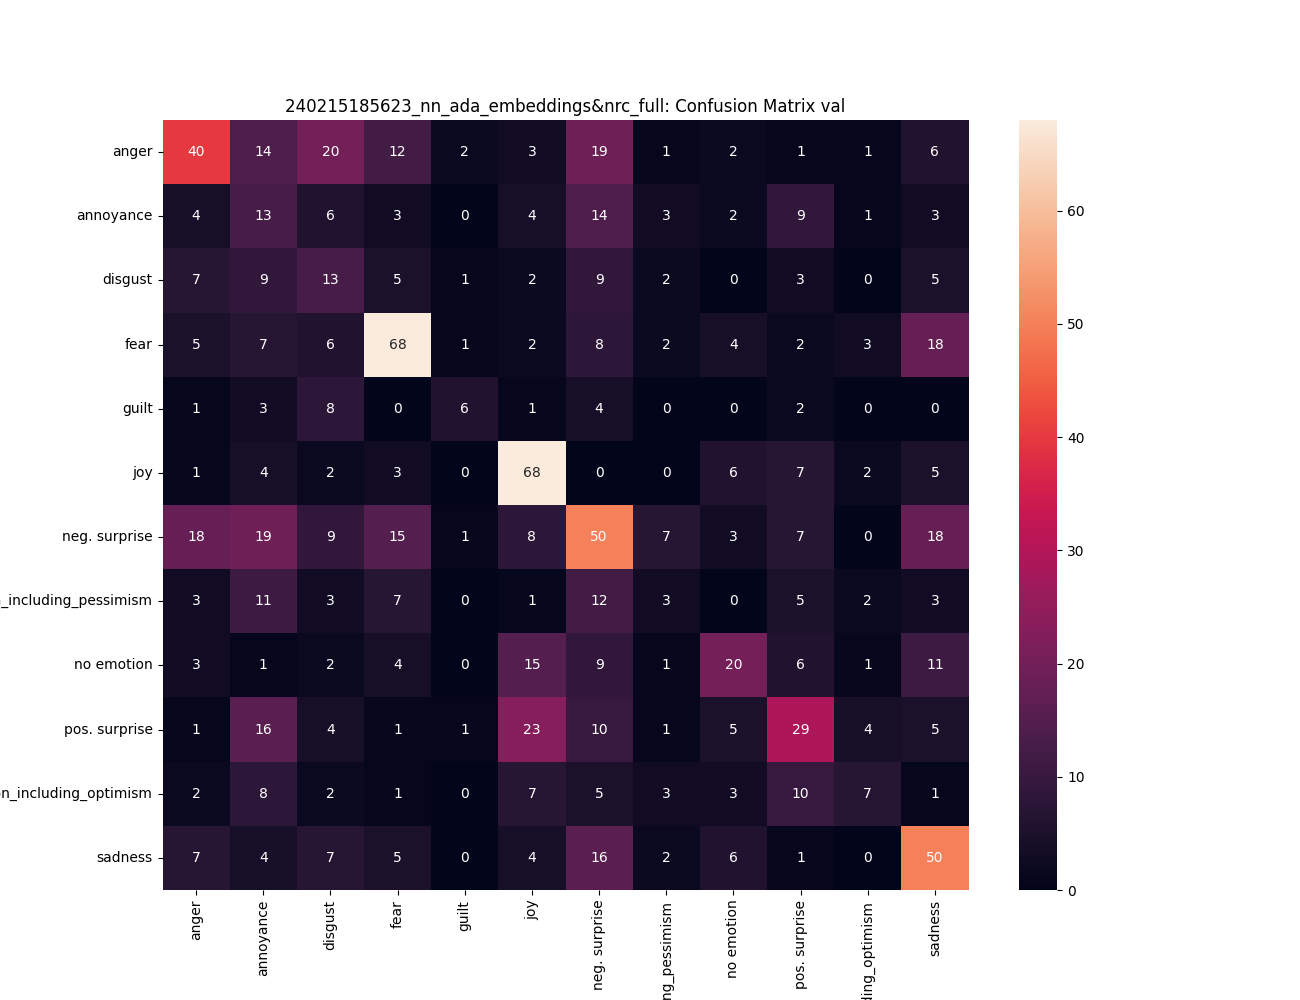 240215185623_nn_ada_embeddings&nrc_full: Confusion Matrix val
anger 40 14 20 12 2 3 19 1 2 1 1 6
annoyance 4 13 6 3 0 4 14 3 2 9 1 3
disgust 7 9 13 5 1 2 9 2 0 3 0 5
fear 5 7 6 68 1 2 8 2 4 2 3 18
guilt 1 3 8 0 6 1 4 0 0 2 0 0
joy 1 4 2 3 0 68 0 0 6 7 2 5
neg. surprise 18 19 9 15 1 8 50 7 3 7 0 18
_including_pessimism 3 11 3 7 0 1 12 3 0 5 2 3
no emotion 3 1 2 4 0 15 9 1 20 6 1 11
pos. surprise 1 16 4 1 1 23 10 1 5 29 4 5
n_including_optimism 2 8 2 1 0 7 5 3 3 10 7 1
sadness 7 4 7 5 0 4 16 2 6 1 0 50
anger
annoyance
disgust
fear
guilt
joy
neg. surprise
ng_pessimism
no emotion
pos. surprise
ding_optimism
sadness
60
50
40
30
20
10
0